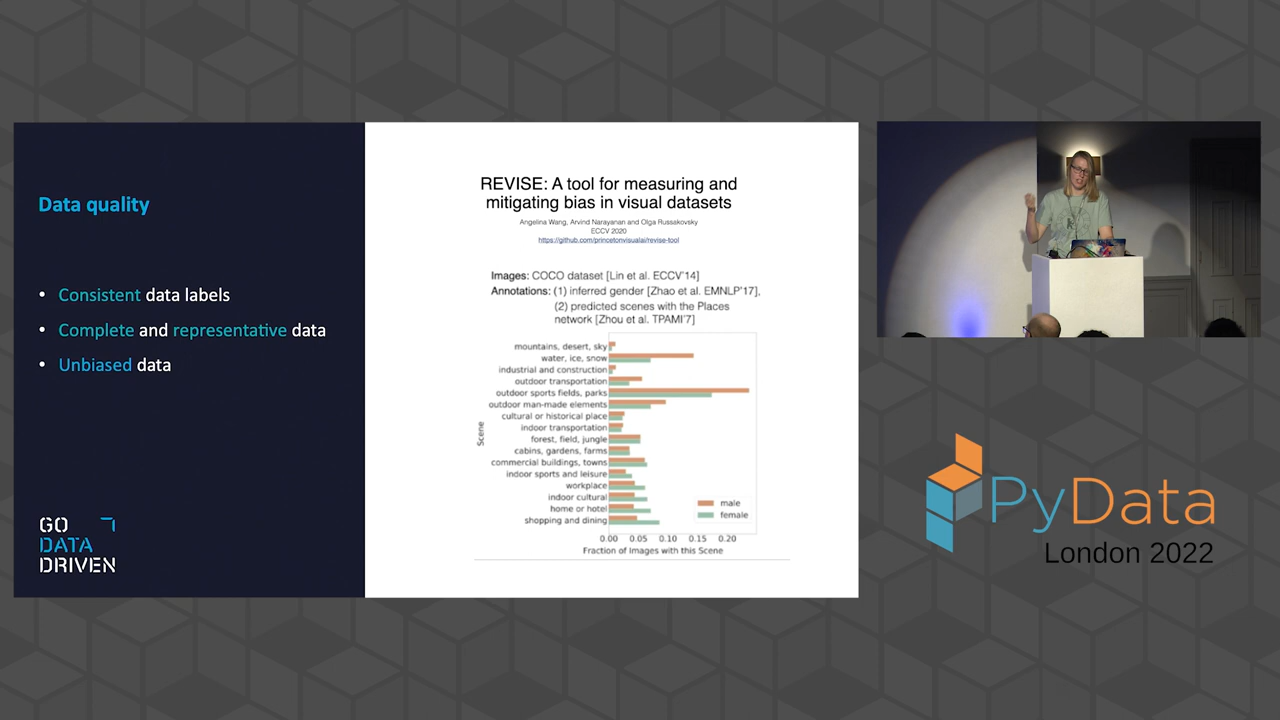 Data quality
• Consistent data labels
• Complete and representative data
• Unbiased data
GO
DATA
DRIVEN
REVISE: A tool for measuring and
mitigating bias in visual datasets
Angelina Wang, Arvind Narayanan and Olga Russakovsky
ECCV 2020
https://github.com/princetonvisualai/revise-tool
Images: COCO dataset [Lin et al. ECCV'14]
Annotations: (1) inferred gender [Zhao et al. EMNLP'17],
(2) predicted scenes with the Places
network [Zhou et al. TPAMI'7]
Scene
mountains, desert, sky
water, ice, snow
industrial and construction
outdoor transportation
outdoor sports fields, parks
outdoor man-made elements
cultural or historical place
indoor transportation
forest, field, jungle
cabins, gardens, farms
commercial buildings, towns
indoor sports and leisure
workplace
indoor cultural
home or hotel
shopping and dining
male
female
0.00 0.05 0.10 0.15 0.20
Fraction of Images with this Scene
PyData
London 2022